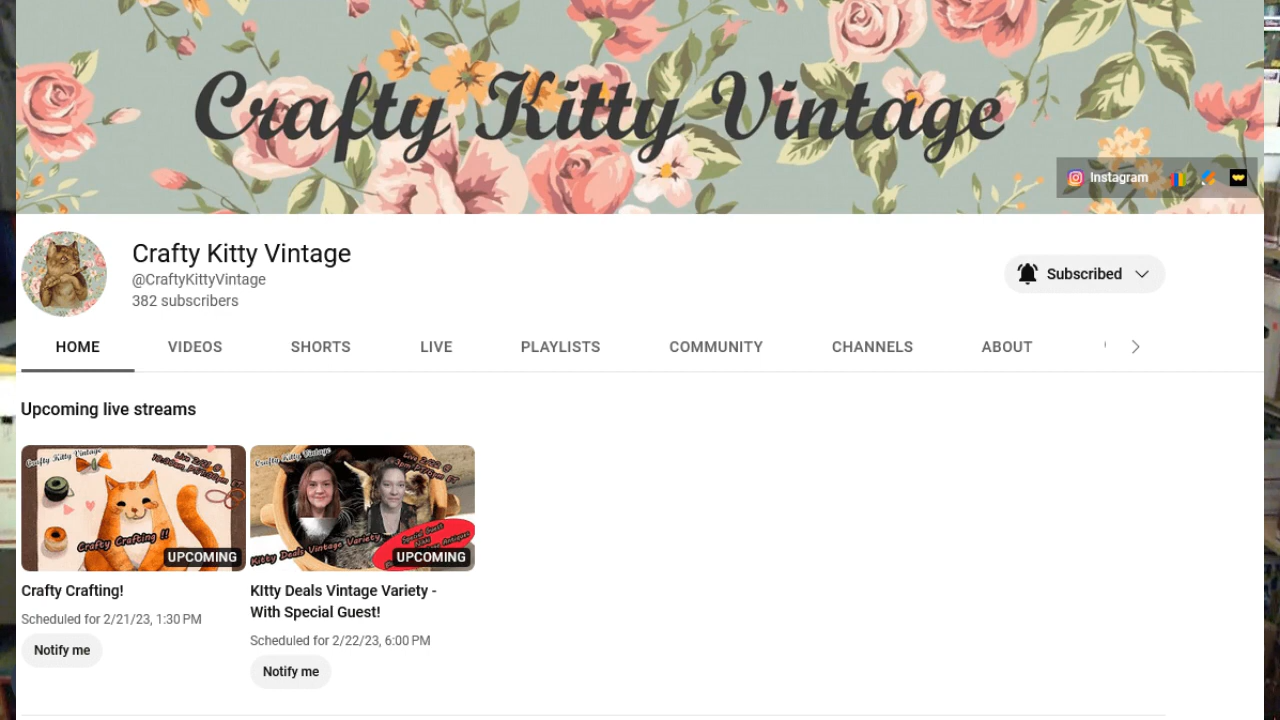 Crafty Kitty Vintage
Instagram
Crafty Kitty Vintage
@CraftyKittyVintage
382 subscribers
Subscribed
HOME VIDEOS SHORTS LIVE PLAYLISTS COMMUNITY CHANNELS ABOUT
Upcoming live streams
Crafty Kitty Vintage
Crafty Crafting !!
UPCOMING
Crafty Kitty Vintage
Kitty Deals Vintage Variety
Special Guest
UPCOMING
Crafty Crafting!
Scheduled for 2/21/23, 1:30 PM
Notify me
KItty Deals Vintage Variety -
With Special Guest!
Scheduled for 2/22/23, 6:00 PM
Notify me